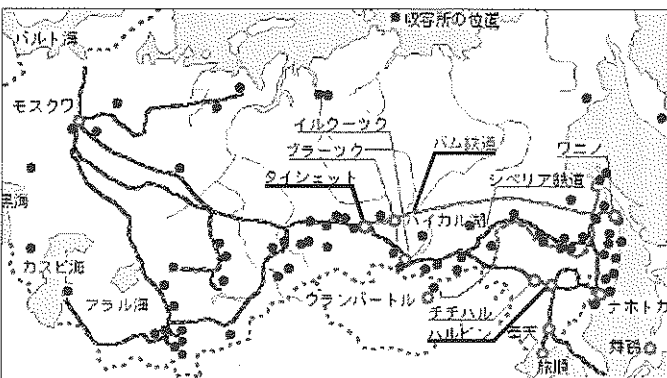 収容所の位置
バルト海
モスクワ
イルクーツク
ブラーツク
バム鉄道
ワニノ
タイシェット
シベリア鉄道
黒海
バイカル湖
カスピ海
アラル海
ウランバートル
チチハル
ナホトカ
ハルビン
奉天
舞鶴
旅順